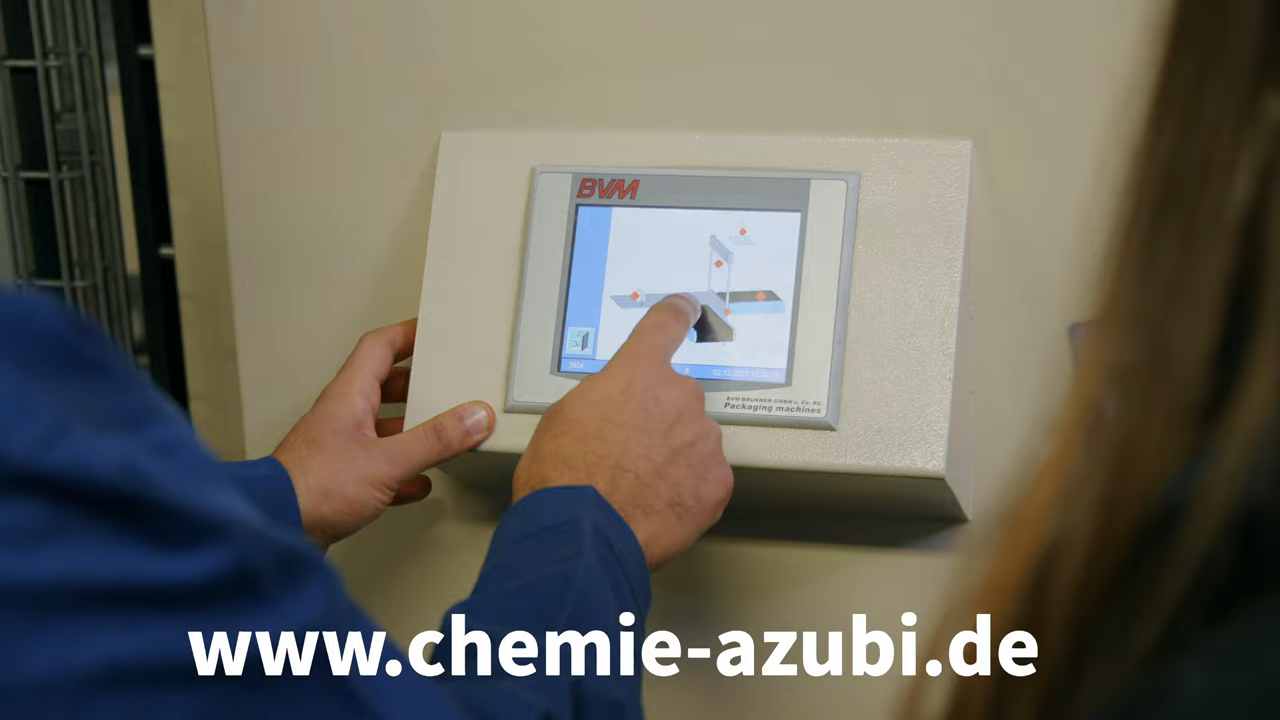 BVM
BVM BRUNNER GMBH u. Co. KG.
Packaging machines
www.chemie-azubi.de